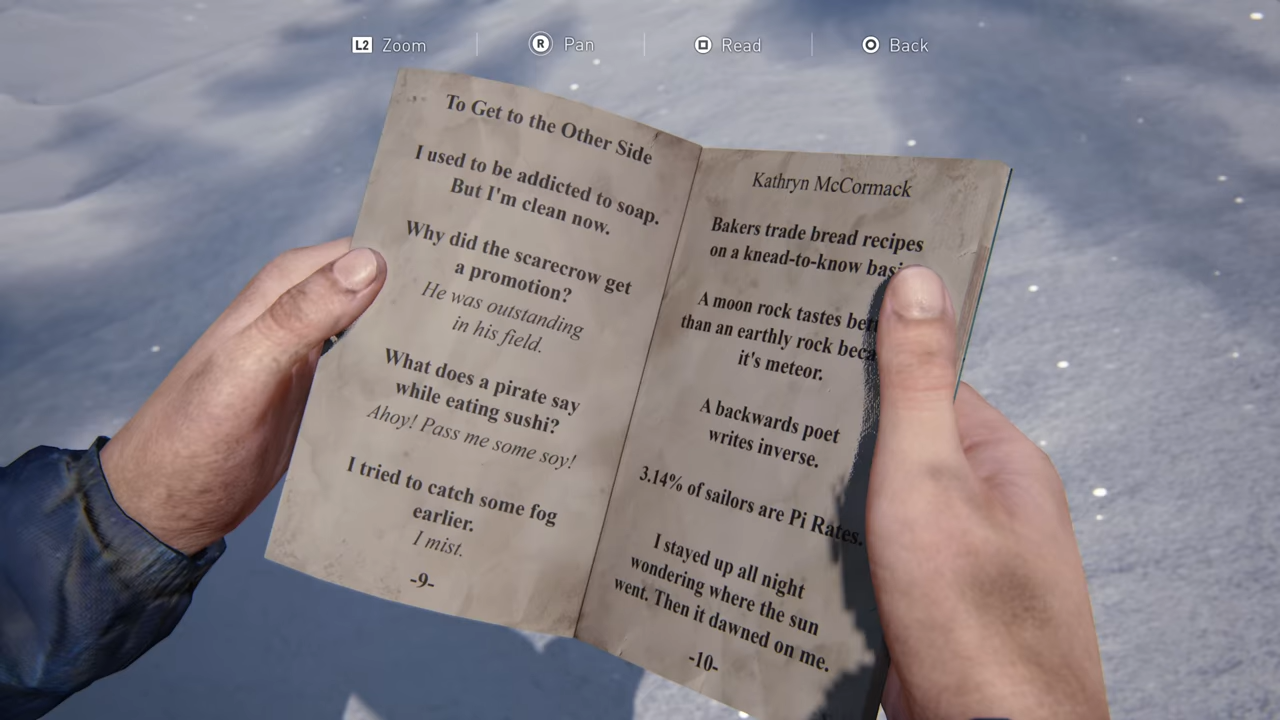 L2 Zoom
R Pan
Read
Back
To Get to the Other Side
I used to be addicted to soap.
But I'm clean now.
Why did the scarecrow get
a promotion?
He was outstanding
in his field.
What does a pirate say
while eating sushi?
Ahoy! Pass me some soy!
I tried to catch some fog
earlier.
I mist.
-9-
Kathryn McCormack
Bakers trade bread recipes
on a knead-to-know
A moon rock tastes
than an earthly rock
it's meteor.
A backwards poet
writes inverse.
3.14% of sailors are Pi Rates.
I stayed up all night
wondering where the sun
went. Then it dawned on me.
-10-